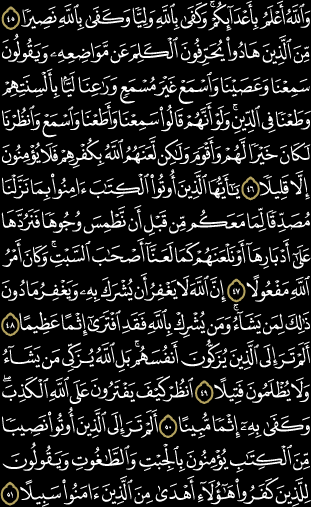 وَٱللَّهُ أَعْلَمُ بِأَعْدَآئِكُمْ ۚ وَكَفَىٰ بِٱللَّهِ وَلِيًّا وَكَفَىٰ بِٱللَّهِ نَصِيرًا ٤٥
مِّنَ ٱلَّذِينَ هَادُوا۟ يُحَرِّفُونَ ٱلْكَلِمَ عَن مَّوَاضِعِهِۦ وَيَقُولُونَ
سَمِعْنَا وَعَصَيْنَا وَٱسْمَعْ غَيْرَ مُسْمَعٍ وَرَٰعِنَا لَيًّۢا بِأَلْسِنَتِهِمْ
وَطَعْنًا فِى ٱلدِّينِ ۚ وَلَوْ أَنَّهُمْ قَالُوا۟ سَمِعْنَا وَأَطَعْنَا وَٱسْمَعْ وَٱنظُرْنَا
لَكَانَ خَيْرًا لَّهُمْ وَأَقْوَمَ وَلَٰكِن لَّعَنَهُمُ ٱللَّهُ بِكُفْرِهِمْ فَلَا يُؤْمِنُونَ
إِلَّا قَلِيلًا ٤٦ يَٰٓأَيُّهَا ٱلَّذِينَ أُوتُوا۟ ٱلْكِتَٰبَ ءَامِنُوا۟ بِمَا نَزَّلْنَا
مُصَدِّقًا لِّمَا مَعَكُم مِّن قَبْلِ أَن نَّطْمِسَ وُجُوهًا فَنَرُدَّهَا
عَلَىٰٓ أَدْبَارِهَآ أَوْ نَلْعَنَهُمْ كَمَا لَعَنَّآ أَصْحَٰبَ ٱلسَّبْتِ ۚ وَكَانَ أَمْرُ
ٱللَّهِ مَفْعُولًا ٤٧ إِنَّ ٱللَّهَ لَا يَغْفِرُ أَن يُشْرَكَ بِهِۦ وَيَغْفِرُ مَا دُونَ
ذَٰلِكَ لِمَن يَشَآءُ ۚ وَمَن يُشْرِكْ بِٱللَّهِ فَقَدِ ٱفْتَرَىٰٓ إِثْمًا عَظِيمًا ٤٨
أَلَمْ تَرَ إِلَى ٱلَّذِينَ يُزَكُّونَ أَنفُسَهُم ۚ بَلِ ٱللَّهُ يُزَكِّى مَن يَشَآءُ
وَلَا يُظْلَمُونَ فَتِيلًا ٤٩ ٱنظُرْ كَيْفَ يَفْتَرُونَ عَلَى ٱللَّهِ ٱلْكَذِبَ ۖ
وَكَفَىٰ بِهِۦٓ إِثْمًا مُّبِينًا ٥٠ أَلَمْ تَرَ إِلَى ٱلَّذِينَ أُوتُوا۟ نَصِيبًا
مِّنَ ٱلْكِتَٰبِ يُؤْمِنُونَ بِٱلْجِبْتِ وَٱلطَّٰغُوتِ وَيَقُولُونَ
لِلَّذِينَ كَفَرُوا۟ هَٰٓؤُلَآءِ أَهْدَىٰ مِنَ ٱلَّذِينَ ءَامَنُوا۟ سَبِيلًا ٥١